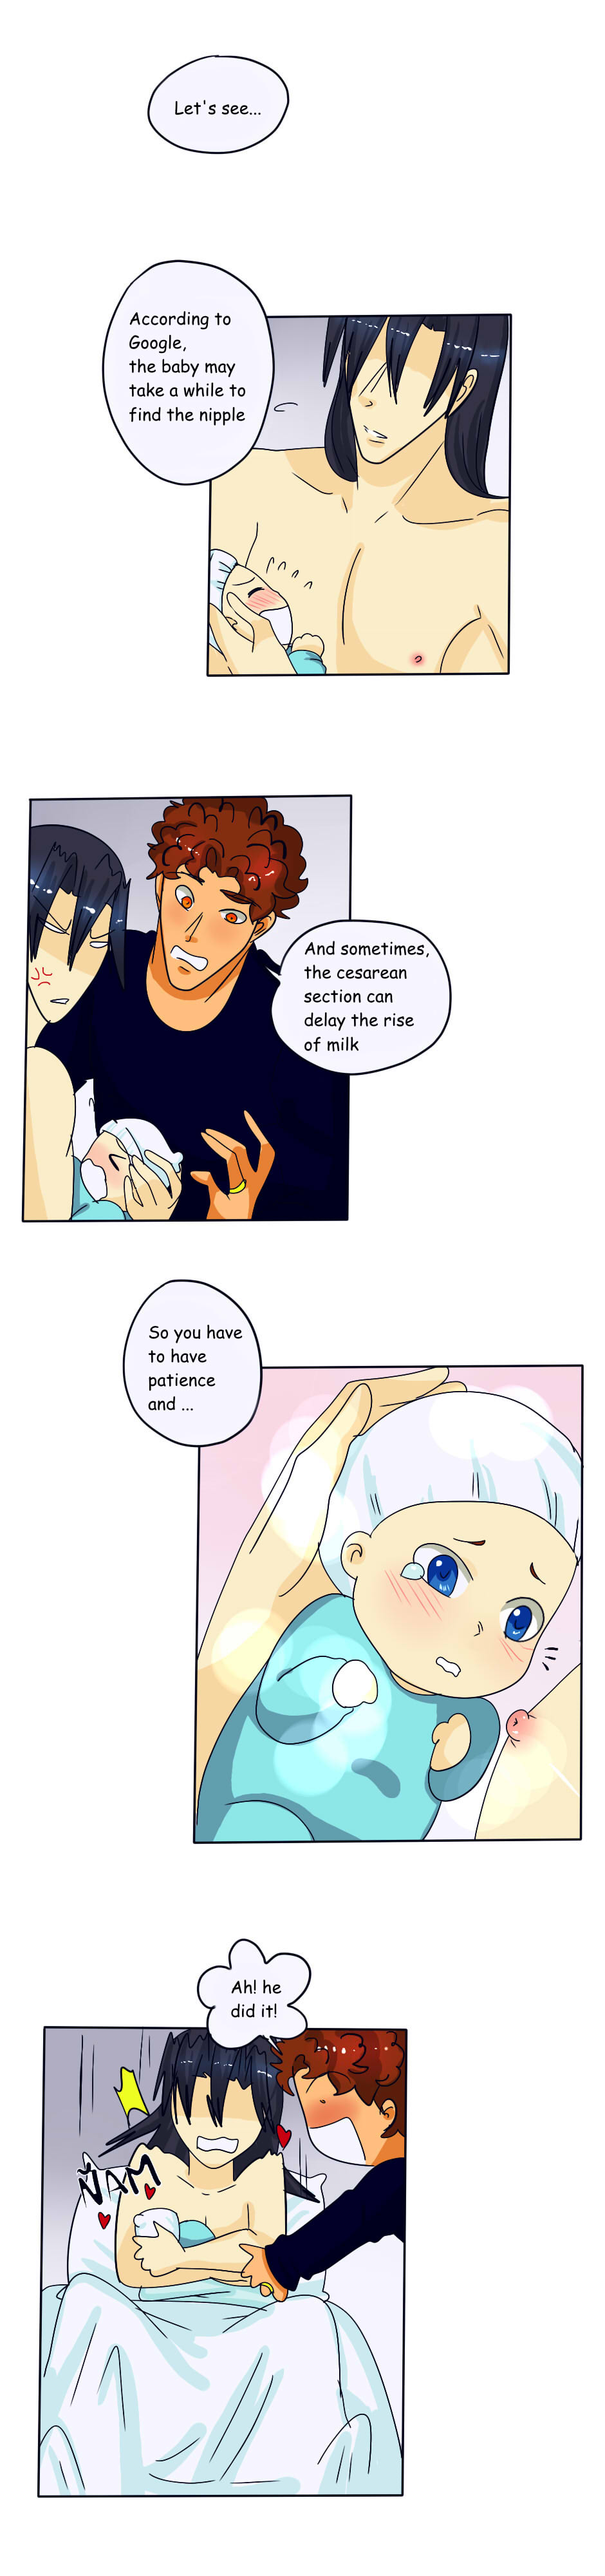 Let's see...
According to
Google,
the baby may
take a while to
find the nipple
And sometimes,
the cesarean
section can
delay the rise
of milk
So you have
to have
patience
and ...
Ah! he
did it!
ÑAM